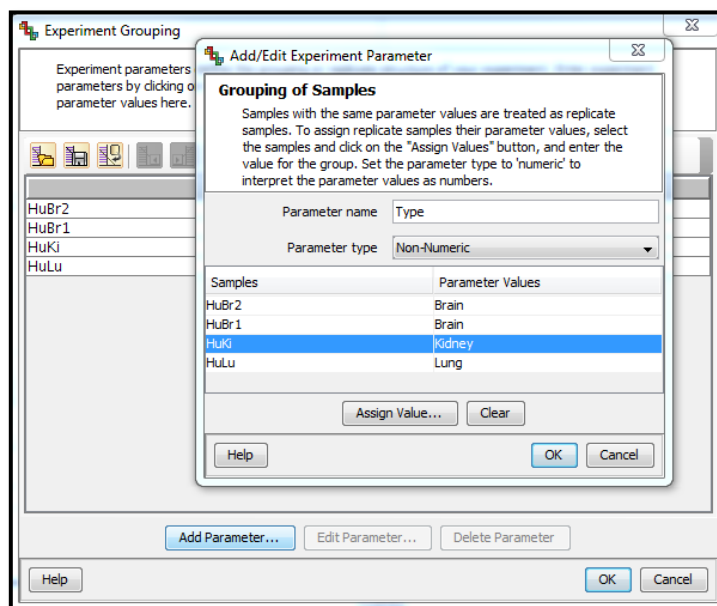 Experiment Grouping
Experiment parameters
parameters by clicking o
parameter values here.
HuBr2
HuBr1
HuKi
HuLu
Add/Edit Experiment Parameter
Grouping of Samples
Samples with the same parameter values are treated as replicate
samples. To assign replicate samples their parameter values, select
the samples and click on the "Assign Values" button, and enter the
value for the group. Set the parameter type to 'numeric' to
interpret the parameter values as numbers.
Parameter name Type
Parameter type Non-Numeric
Samples Parameter Values
HuBr2 Brain
HuBr1 Brain
HuKi Kidney
HuLu Lung
Assign Value... Clear
Help OK Cancel
Add Parameter... Edit Parameter... Delete Parameter
Help OK Cancel